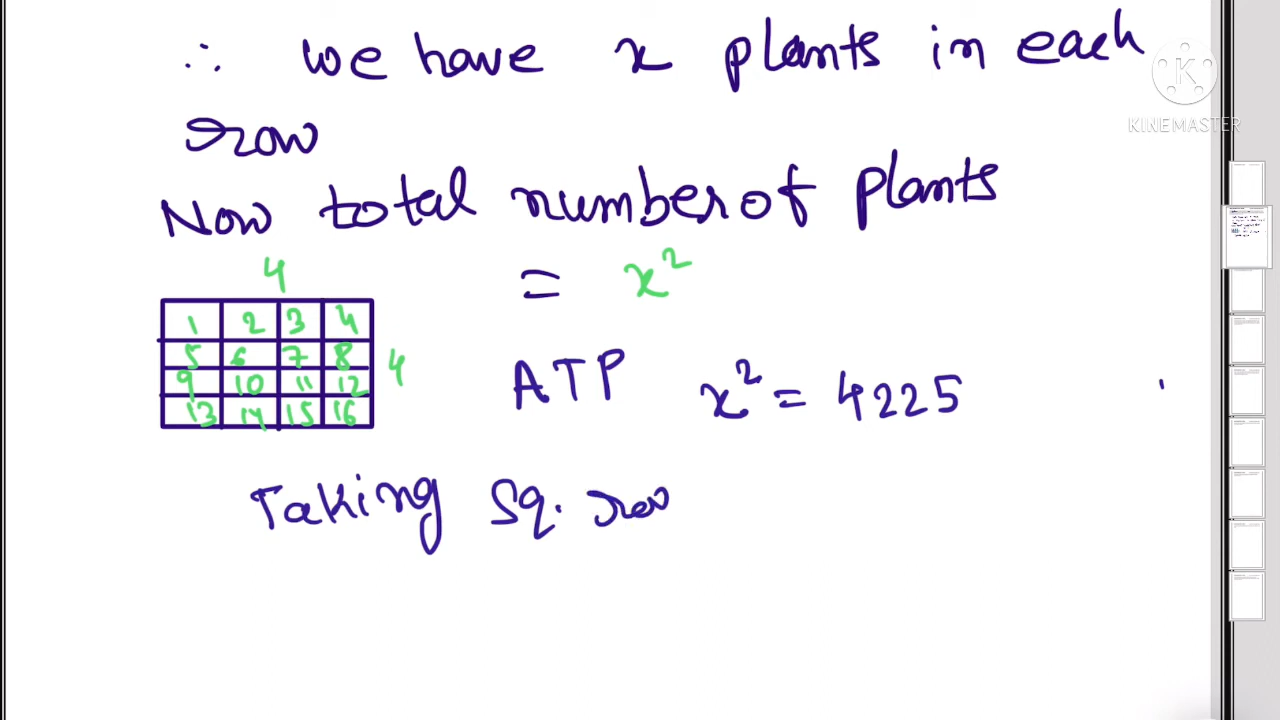 ∴ we have x plants in each
row
Now total number of plants
= x²
4
1 2 3 4
5 6 7 8
4
9 10 11 12
13 14 15 16
ATP x² = 4225
Taking Sq. roo
K
KINEMASTER